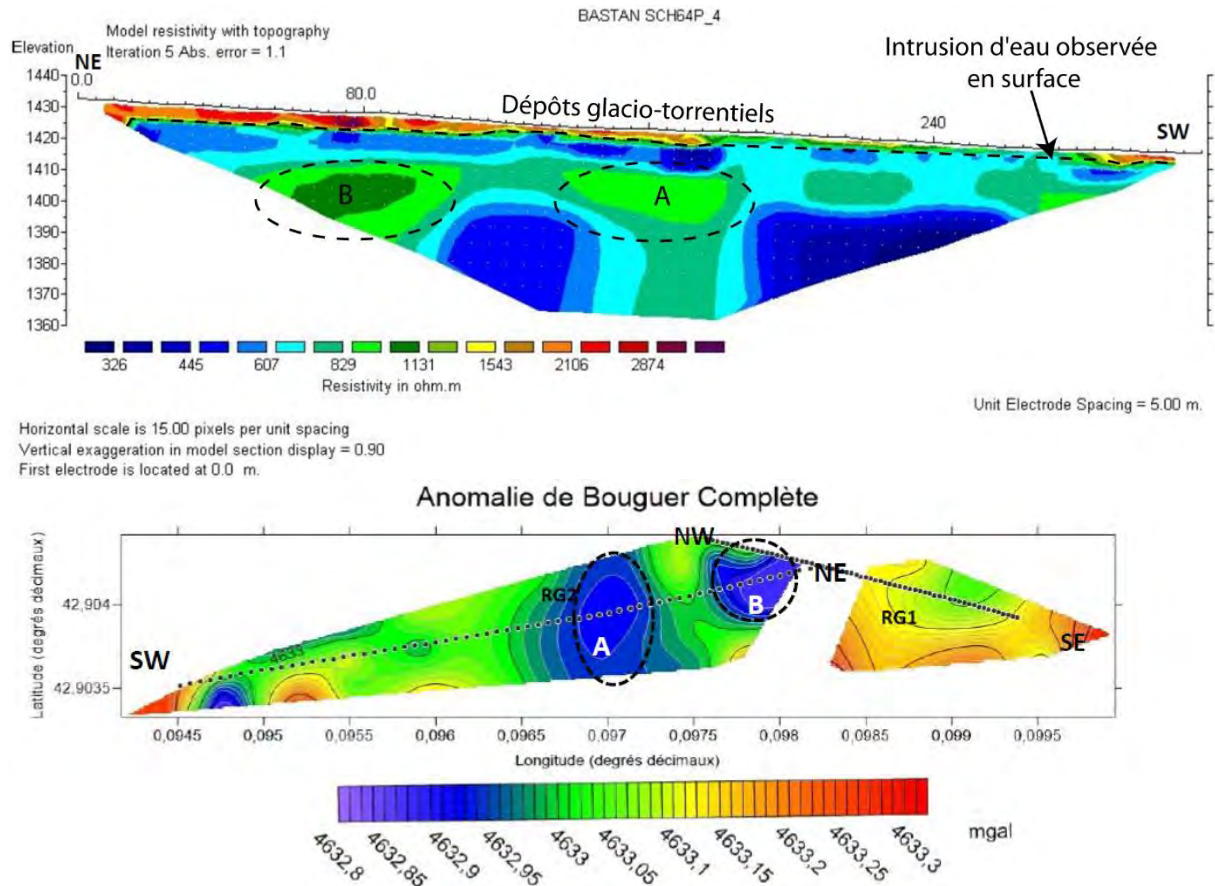 BASTAN SCH64P_4
Model resistivity with topography
Iteration 5 Abs. error = 1.1
Elevation
NE
0.0
80.0
240
SW
Intrusion d'eau observée
en surface
Dépôts glacio-torrentiels
1440
1430
1420
1410
1400
1390
1380
1370
1360
B
A
326 445 607 829 1131 1543 2106 2874
Resistivity in ohm.m
Unit Electrode Spacing = 5.00 m.
Horizontal scale is 15.00 pixels per unit spacing
Vertical exaggeration in model section display = 0.90
First electrode is located at 0.0 m.
Anomalie de Bouguer Complète
Latitude (degrés décimaux)
42,904
42,9035
NW
NE
SW
SE
RG2
RG1
A
B
4633
0,0945 0,095 0,0955 0,096 0,0965 0,097 0,0975 0,098 0,0985 0,099 0,0995
Longitude (degrés décimaux)
4632,8 4632,85 4632,9 4632,95 4633 4633,05 4633,1 4633,15 4633,2 4633,25 4633,3
mgal